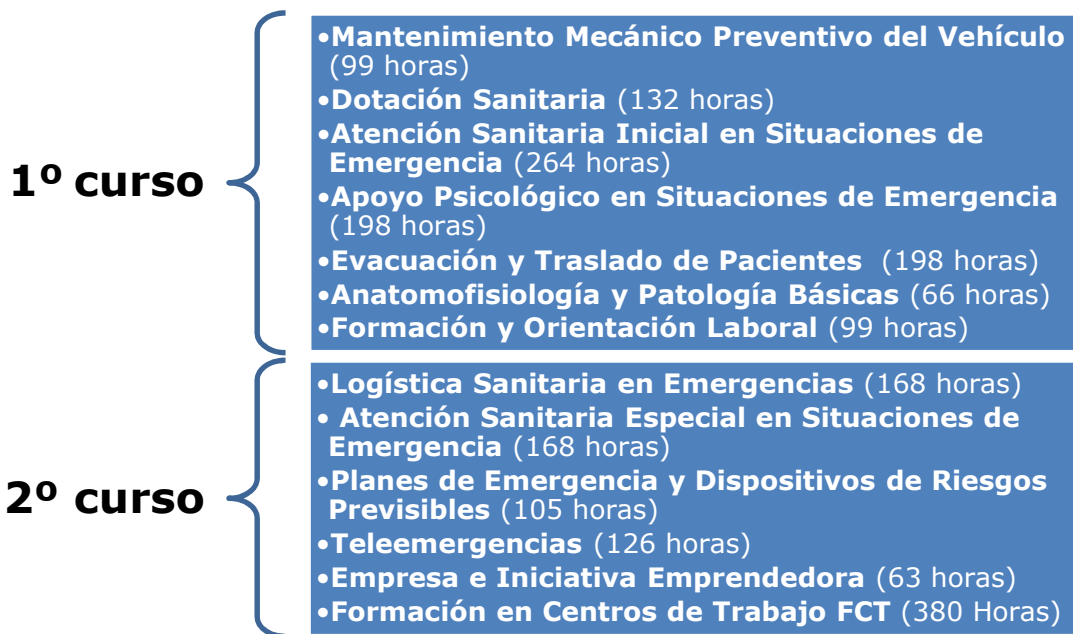 1º curso
•Mantenimiento Mecánico Preventivo del Vehículo
(99 horas)
•Dotación Sanitaria (132 horas)
•Atención Sanitaria Inicial en Situaciones de
Emergencia (264 horas)
•Apoyo Psicológico en Situaciones de Emergencia
(198 horas)
•Evacuación y Traslado de Pacientes (198 horas)
•Anatomofisiología y Patología Básicas (66 horas)
•Formación y Orientación Laboral (99 horas)
2º curso
•Logística Sanitaria en Emergencias (168 horas)
• Atención Sanitaria Especial en Situaciones de
Emergencia (168 horas)
•Planes de Emergencia y Dispositivos de Riesgos
Previsibles (105 horas)
•Teleemergencias (126 horas)
•Empresa e Iniciativa Emprendedora (63 horas)
•Formación en Centros de Trabajo FCT (380 Horas)